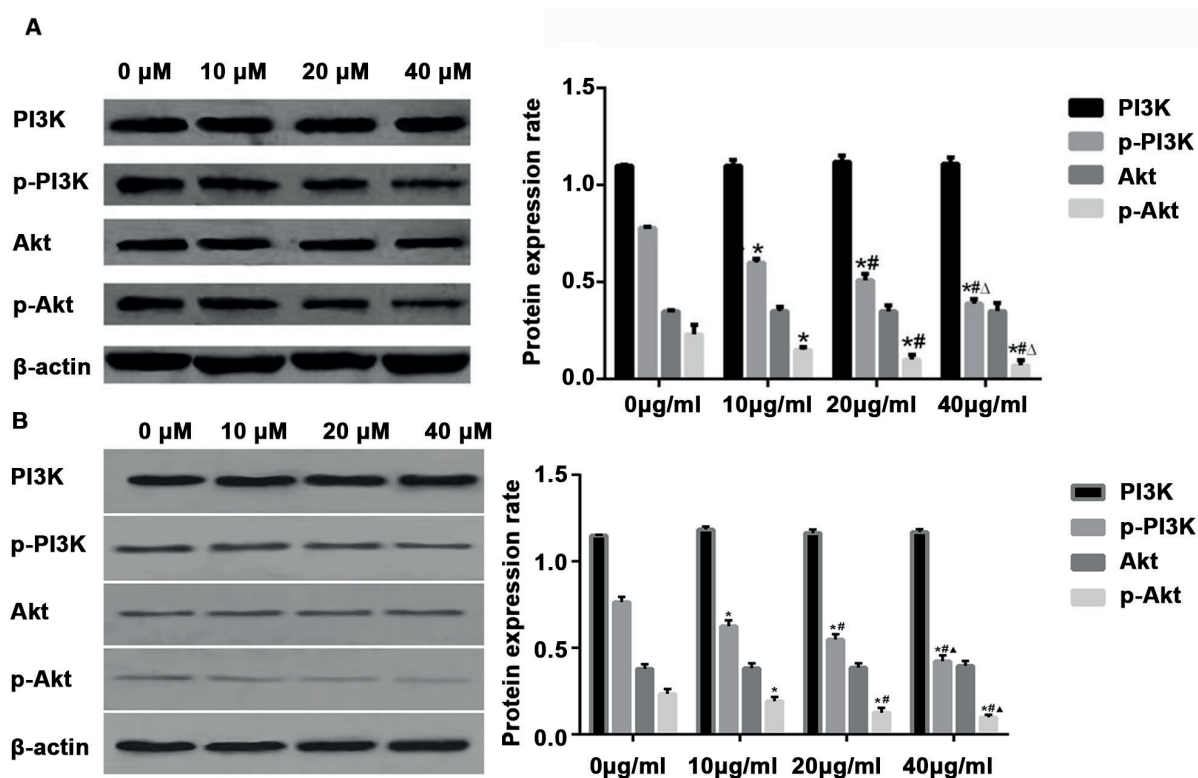 A
0 µM 10 µM 20 µM 40 µM
PI3K
p-PI3K
Akt
p-Akt
β-actin
Protein expression rate
1.5
1.0
0.5
0.0
*
*
*#
*#
*#Δ
*#Δ
0µg/ml 10µg/ml 20µg/ml 40µg/ml
PI3K
p-PI3K
Akt
p-Akt
B
0 µM 10 µM 20 µM 40 µM
PI3K
p-PI3K
Akt
p-Akt
β-actin
Protein expression rate
1.5
1.0
0.5
0.0
*
*
*#
*#
*#▲
*#▲
0µg/ml 10µg/ml 20µg/ml 40µg/ml
PI3K
p-PI3K
Akt
p-Akt